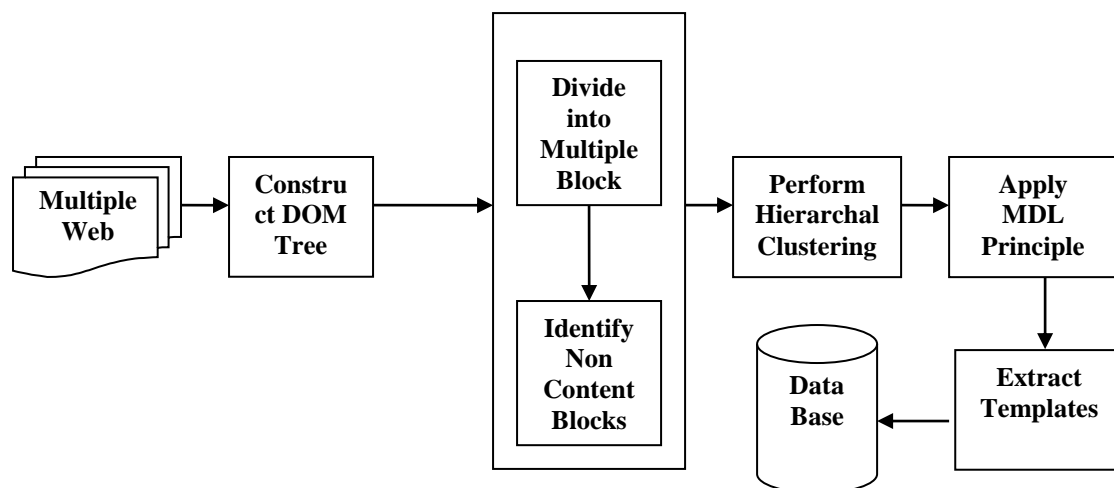 Multiple
Web
Constru
ct DOM
Tree
Divide
into
Multiple
Block
Identify
Non
Content
Blocks
Perform
Hierarchal
Clustering
Apply
MDL
Principle
Extract
Templates
Data
Base